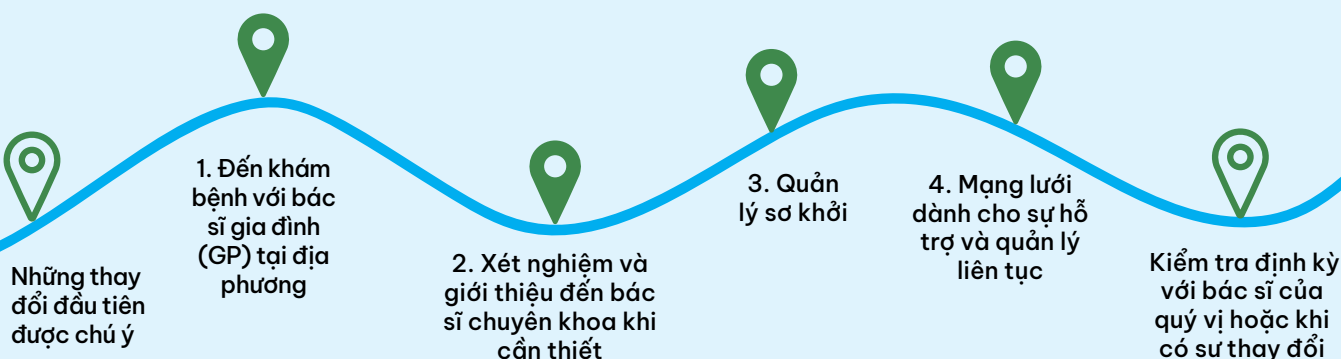 Những thay
đổi đầu tiên
được chú ý
1. Đến khám
bệnh với bác
sĩ gia đình
(GP) tại địa
phương
2. Xét nghiệm và
giới thiệu đến bác
sĩ chuyên khoa khi
cần thiết
3. Quản
lý sơ khởi
4. Mạng lưới
dành cho sự hỗ
trợ và quản lý
liên tục
Kiểm tra định kỳ
với bác sĩ của
quý vị hoặc khi
có sự thay đổi